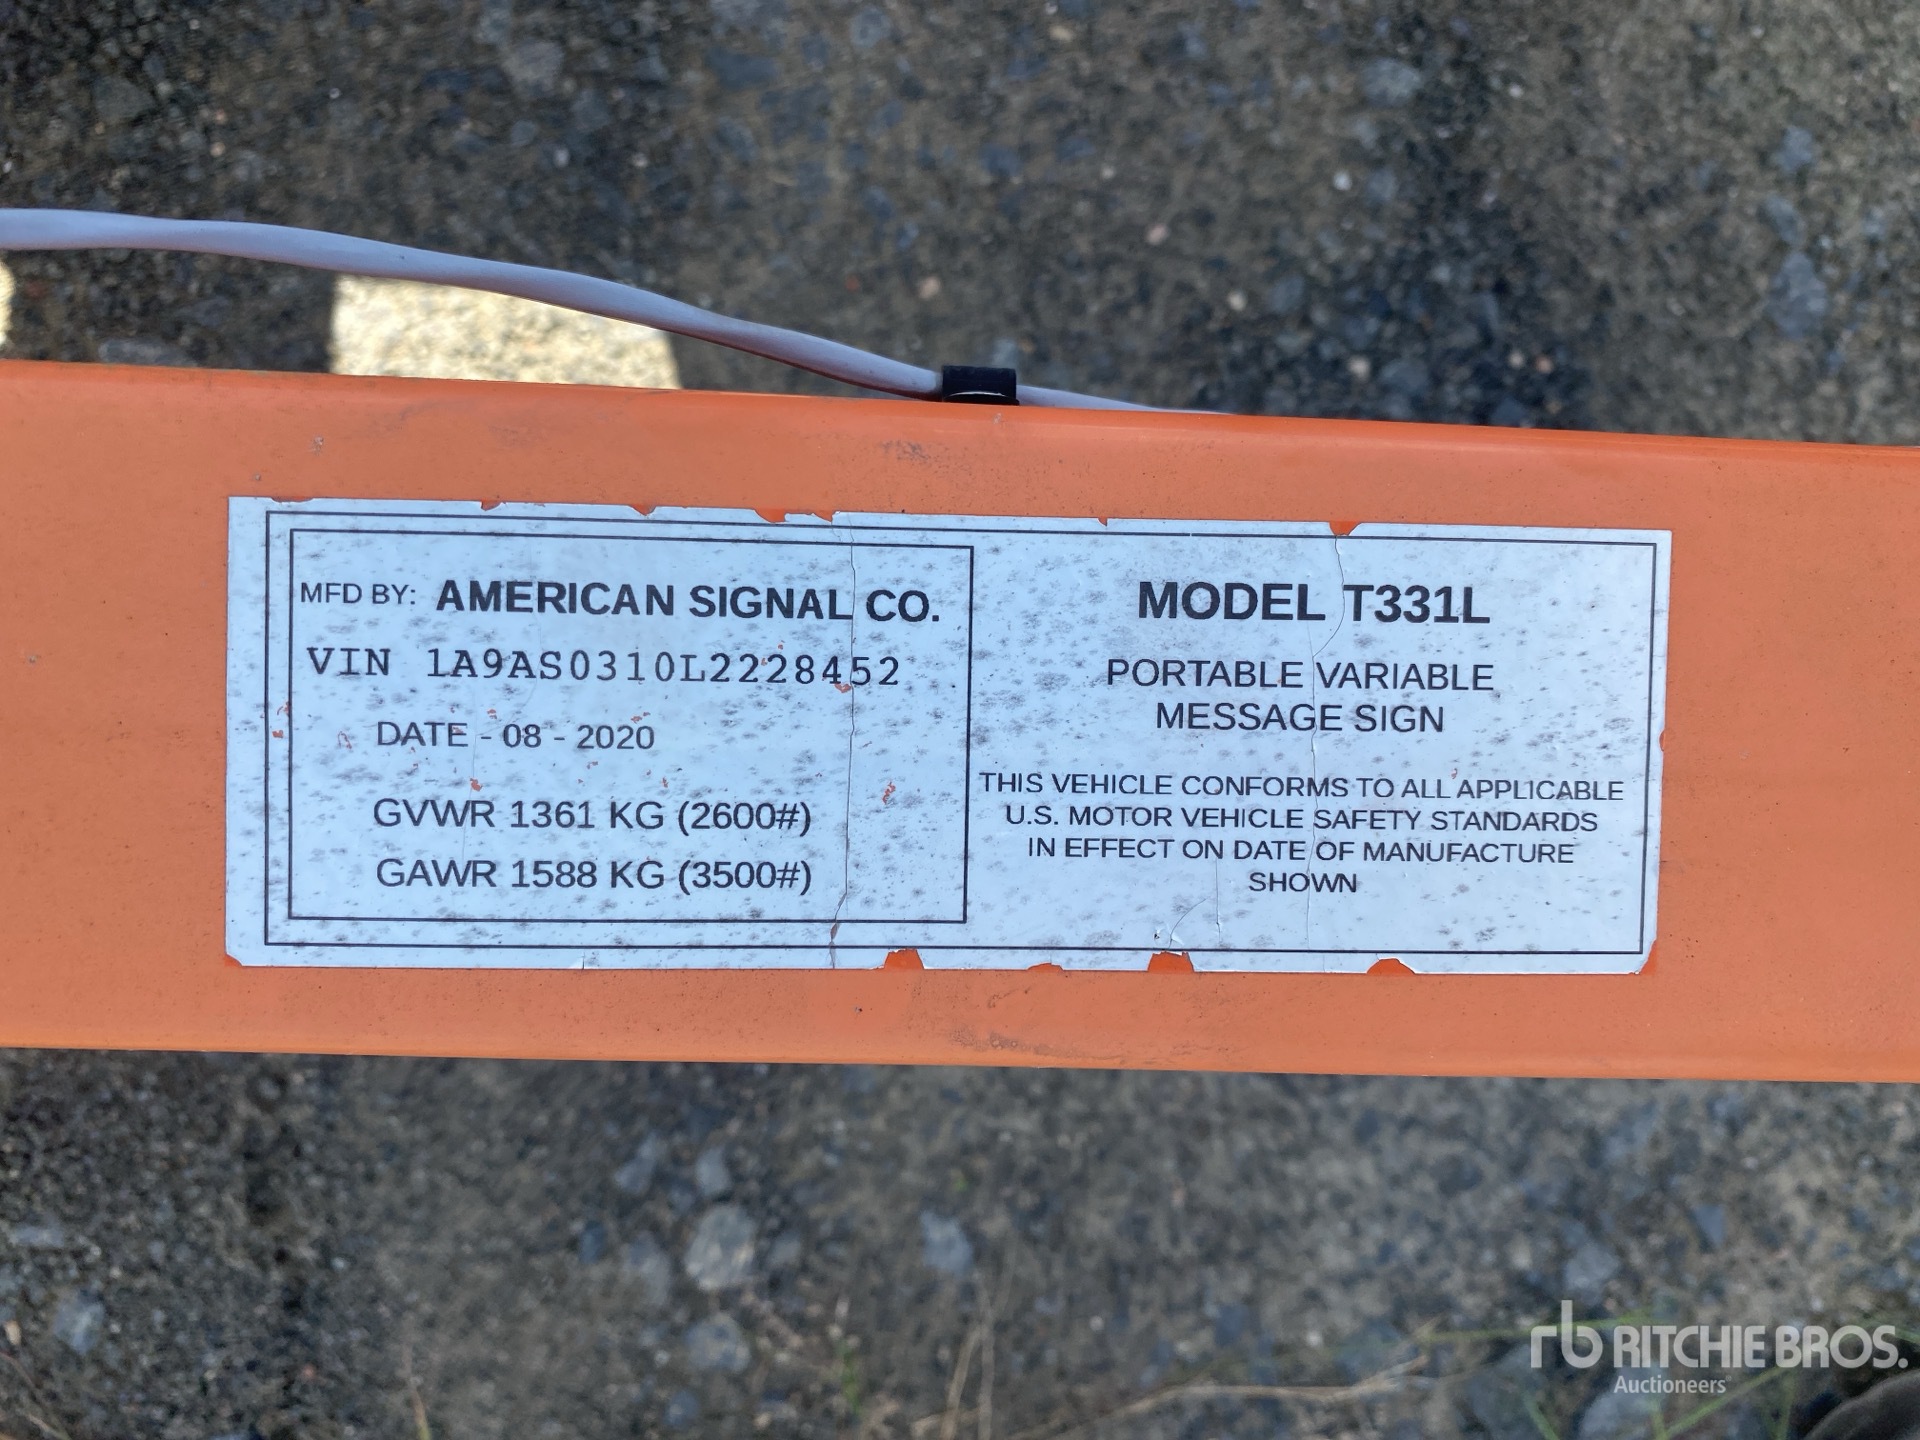 MFD BY: AMERICAN SIGNAL CO.
VIN 1A9AS0310L2228452
DATE - 08 - 2020
GVWR 1361 KG (2600#)
GAWR 1588 KG (3500#)
MODEL T331L
PORTABLE VARIABLE
MESSAGE SIGN
THIS VEHICLE CONFORMS TO ALL APPLICABLE
U.S. MOTOR VEHICLE SAFETY STANDARDS
IN EFFECT ON DATE OF MANUFACTURE
SHOWN
rb RITCHIE BROS.
Auctioneers